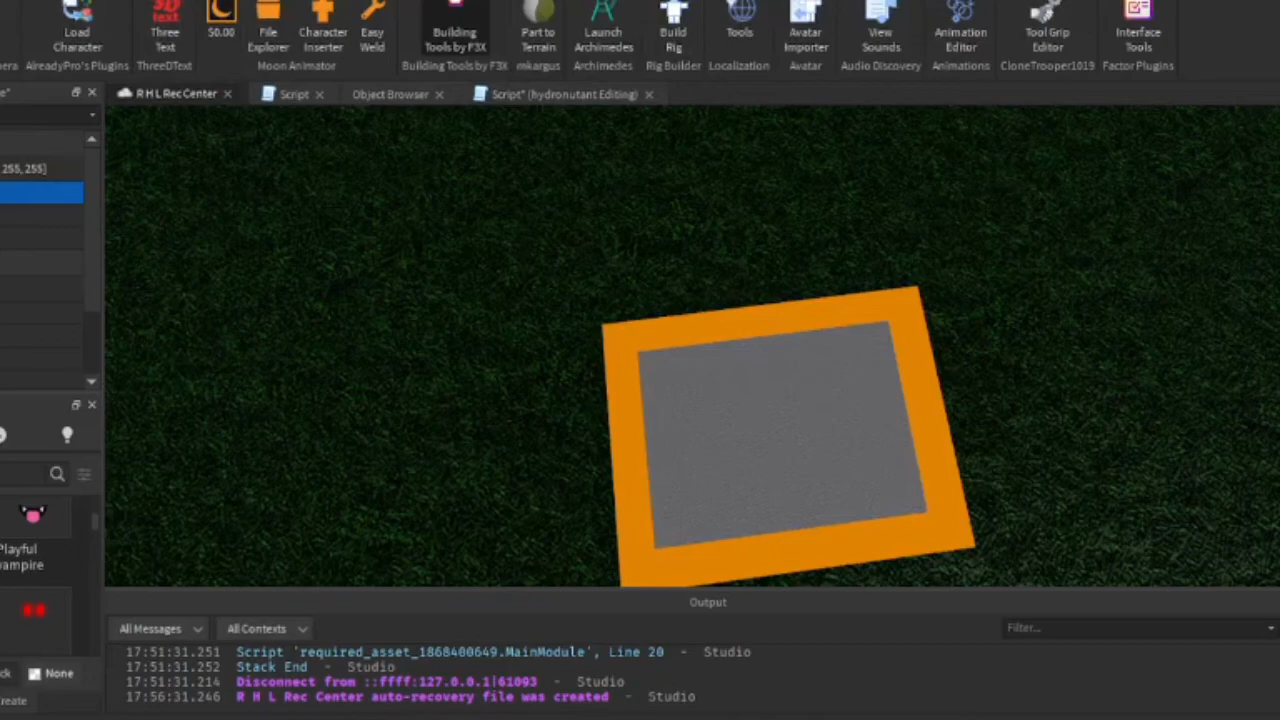 Load
Character
AlreadyPro's Plugins
3D
text
Three
Text
ThreeDText
$0.00
File
Explorer
Character
Inserter
Easy
Weld
Moon Animator
Building
Tools by F3X
Building Tools by F3X
Part to
Terrain
mkargus
Launch
Archimedes
Archimedes
Build
Rig
Rig Builder
Tools
Localization
Avatar
Importer
Avatar
View
Sounds
Audio Discovery
Animation
Editor
Animations
Tool Grip
Editor
CloneTrooper1019
Interface
Tools
Factor Plugins
R H L Rec Center
Script
Object Browser
Script* (hydronutant Editing)
255, 255]
Playful
None
Output
All Messages
All Contexts
Filter...
17:51:31.251 Script 'required_asset_1868400649.MainModule', Line 20 - Studio
17:51:31.252 Stack End - Studio
17:51:31.214 Disconnect from ::ffff:127.0.0.1|61093 - Studio
17:56:31.246 R H L Rec Center auto-recovery file was created - Studio